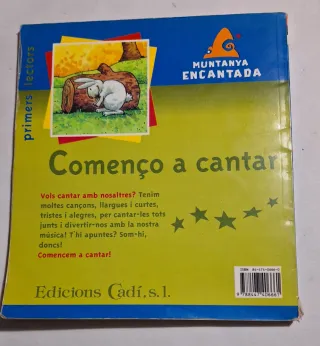 primers lectors
MUNTANYA
ENCANTADA
Començo a cantar
Vols cantar amb nosaltres? Tenim
moltes cançons, llargues i curtes,
tristes i alegres, per cantar-les tots
junts i divertir-nos amb la nostra
música! T'hi apuntes? Som-hi,
doncs!
Comencem a cantar!
Edicions Cadí, s.l.